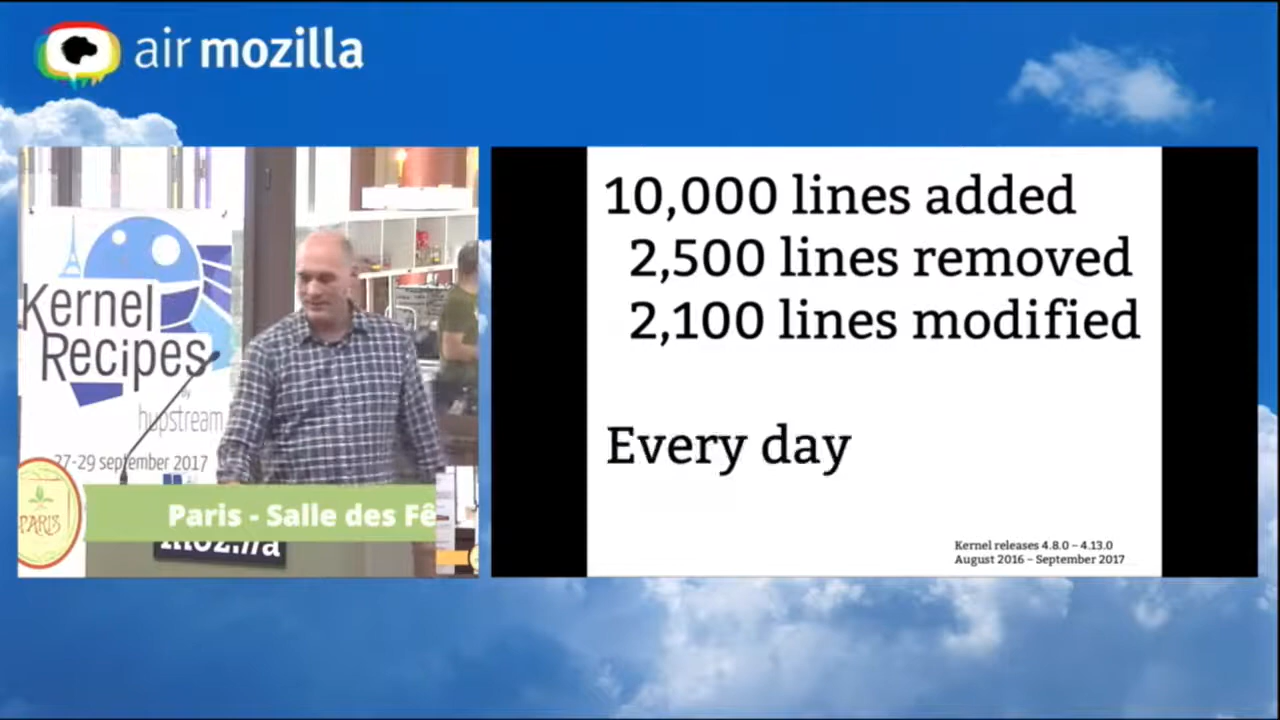 air mozilla
Kernel
Recipes
by
hupstream
27-29 september 2017
PARIS
Paris - Salle des Fê
mozilla
10,000 lines added
2,500 lines removed
2,100 lines modified
Every day
Kernel releases 4.8.0 – 4.13.0
August 2016 – September 2017